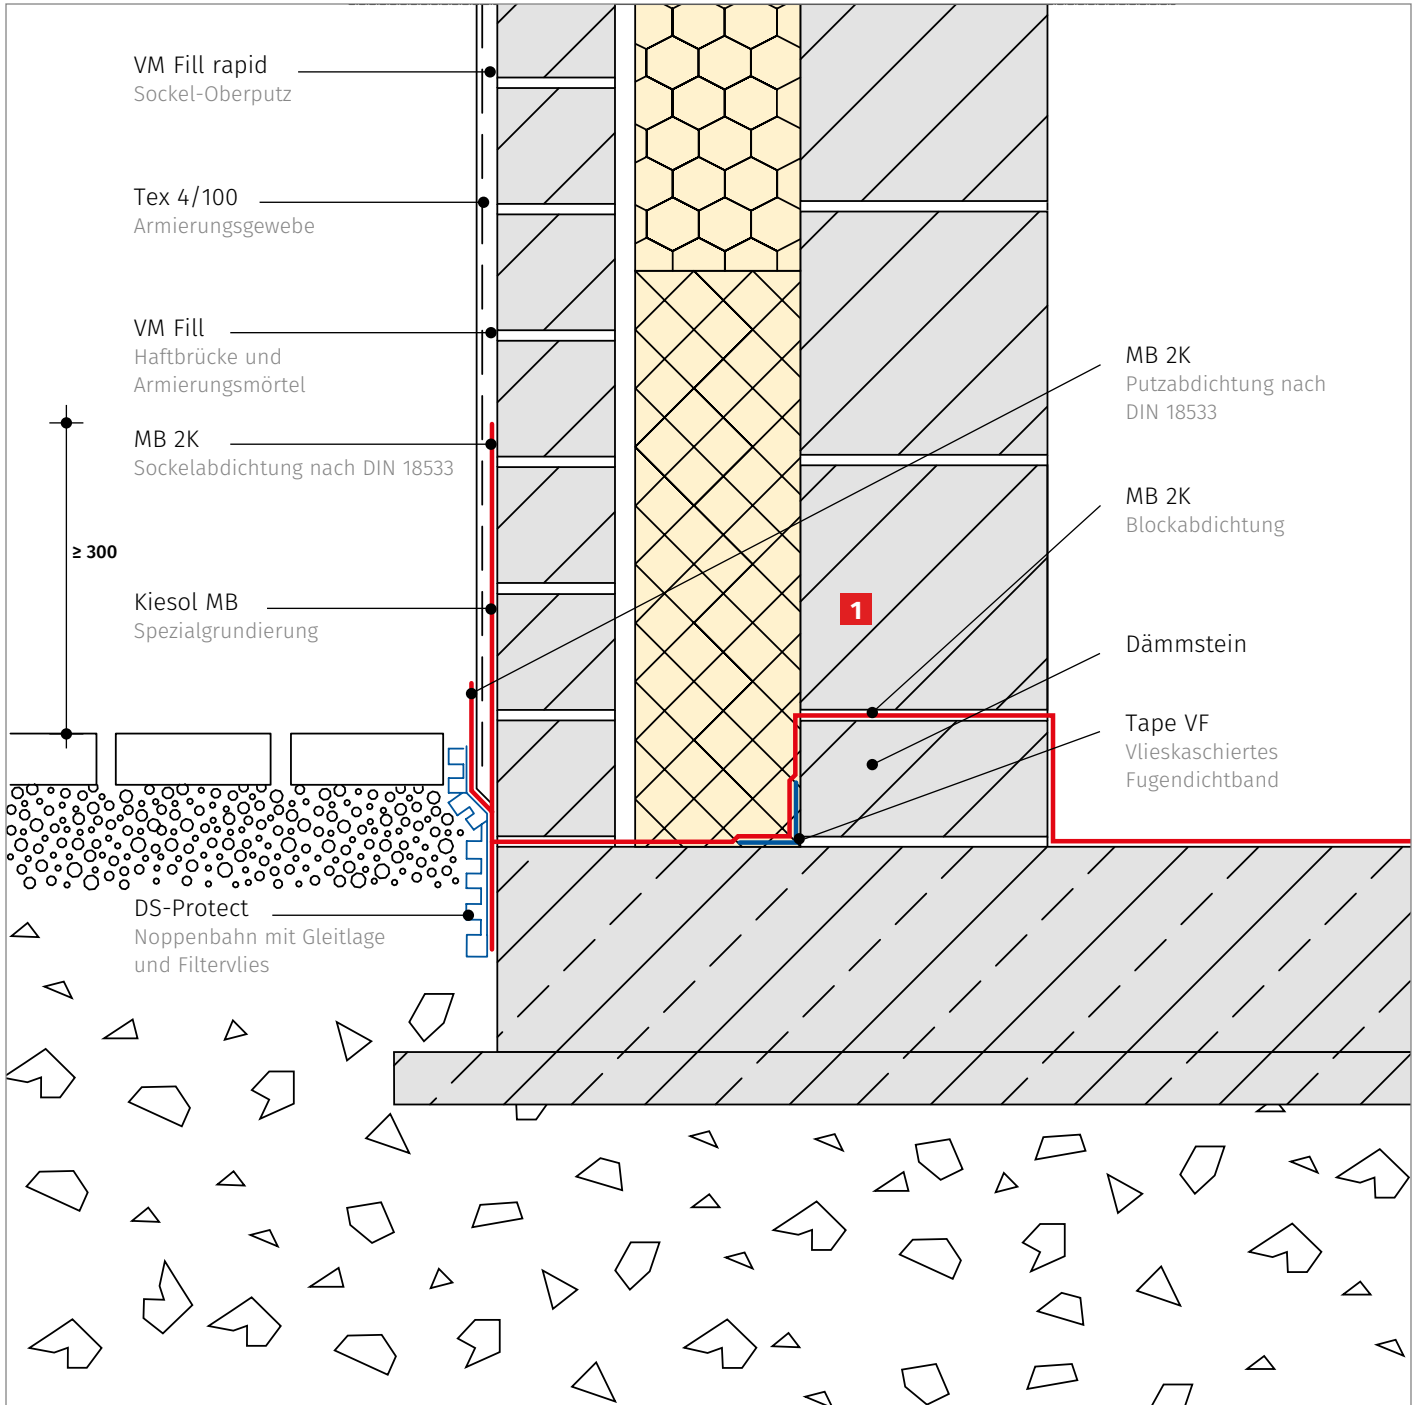 VM Fill rapid
Sockel-Oberputz
Tex 4/100
Armierungsgewebe
VM Fill
Haftbrücke und
Armierungsmörtel
MB 2K
Sockelabdichtung nach DIN 18533
≥ 300
Kiesol MB
Spezialgrundierung
DS-Protect
Noppenbahn mit Gleitlage
und Filtervlies
MB 2K
Putzabdichtung nach
DIN 18533
MB 2K
Blockabdichtung
1
Dämmstein
Tape VF
Vlieskaschiertes
Fugendichtband